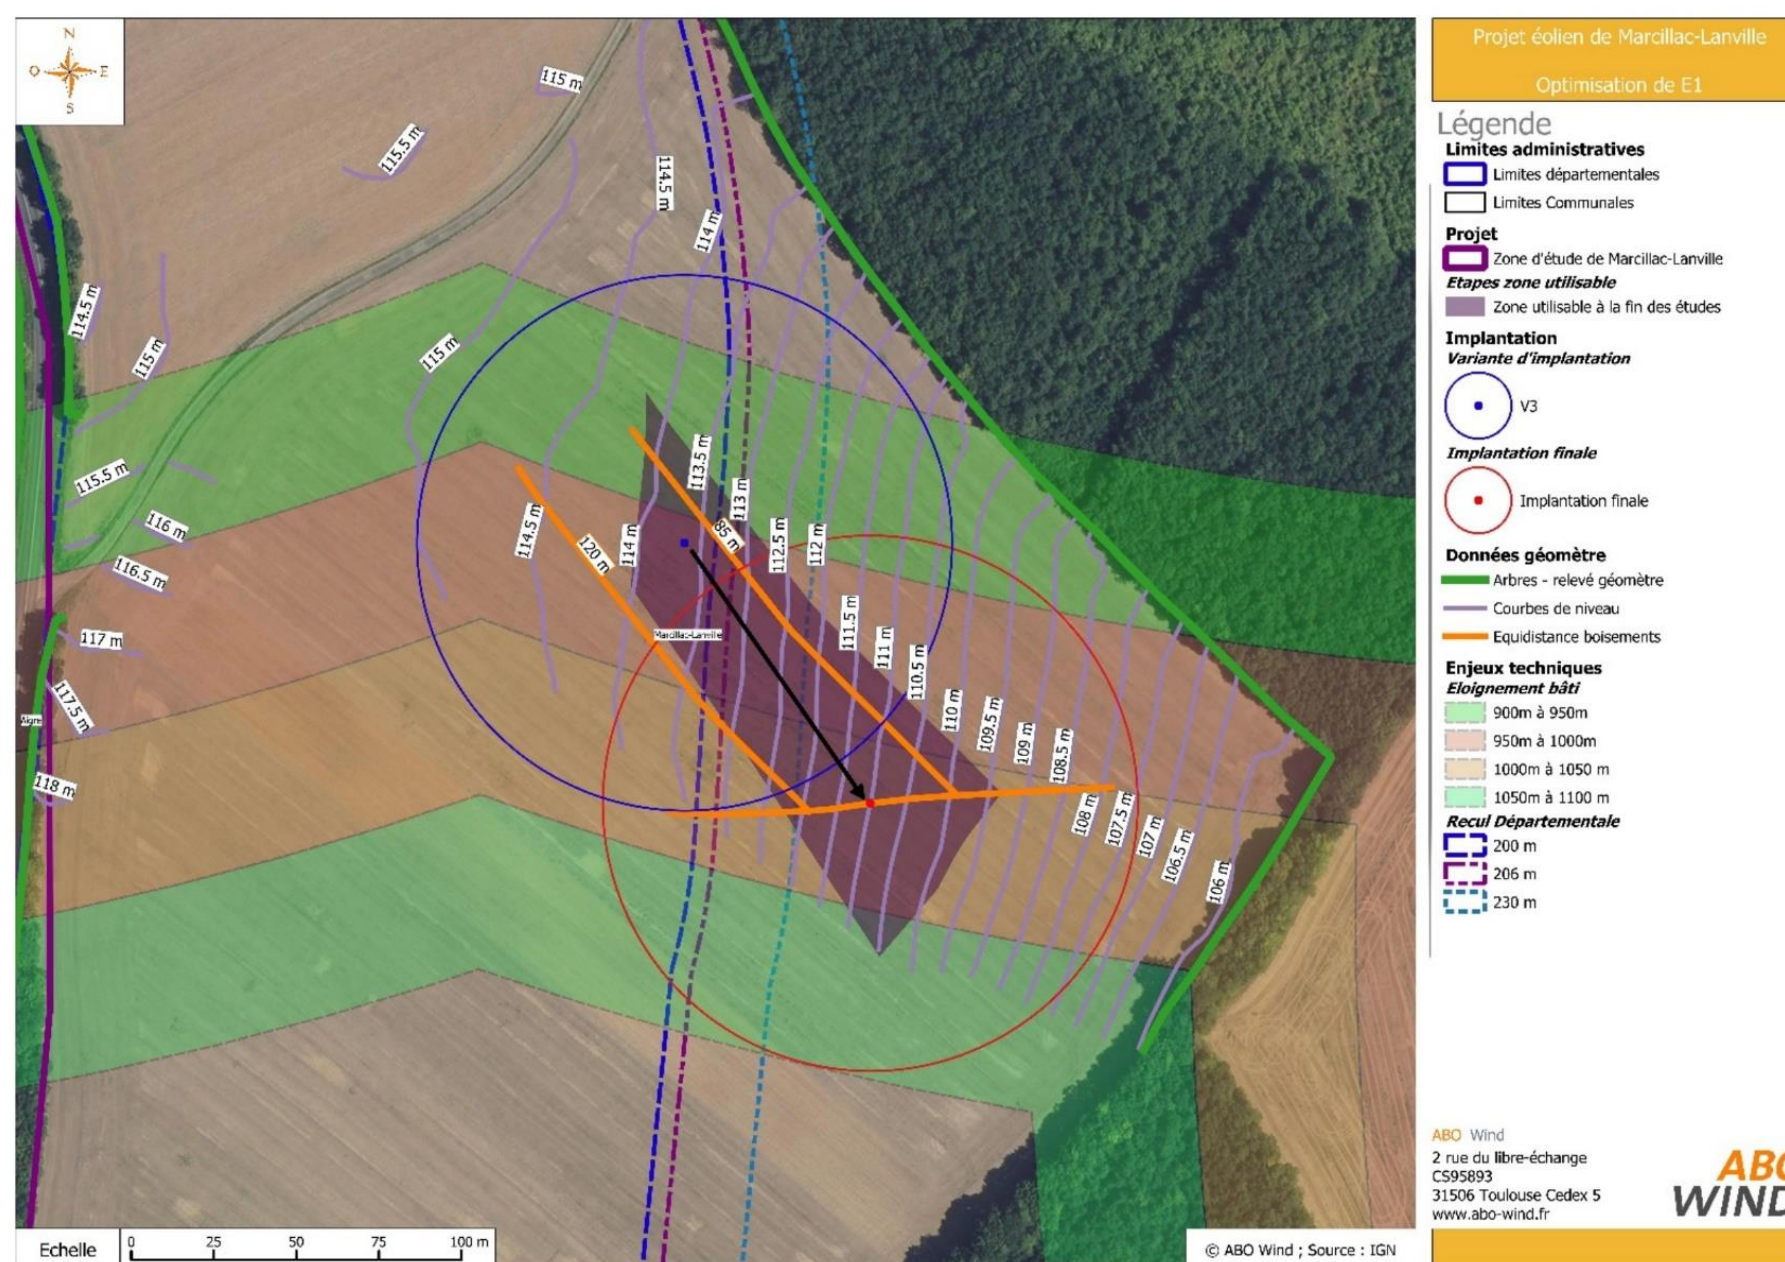 N
O E
S
115 m
115.5 m
114.5 m
114 m
114.5 m
115 m
115 m
115.5 m
116 m
116.5 m
117 m
117.5 m
118 m
Aigre
114.5 m
120 m
114 m
113.5 m
113 m
85 m
112.5 m
112 m
Marcillac-Lanville
111.5 m
111 m
110.5 m
110 m
109.5 m
109 m
108.5 m
108 m
107.5 m
107 m
106.5 m
106 m
Echelle
0 25 50 75 100 m
© ABO Wind ; Source : IGN
Projet éolien de Marcillac-Lanville
Optimisation de E1
Légende
Limites administratives
Limites départementales
Limites Communales
Projet
Zone d'étude de Marcillac-Lanville
Etapes zone utilisable
Zone utilisable à la fin des études
Implantation
Variante d'implantation
V3
Implantation finale
Implantation finale
Données géomètre
Arbres - relevé géomètre
Courbes de niveau
Equidistance boisements
Enjeux techniques
Eloignement bâti
900m à 950m
950m à 1000m
1000m à 1050 m
1050m à 1100 m
Recul Départementale
200 m
206 m
230 m
ABO Wind
2 rue du libre-échange
CS95893
31506 Toulouse Cedex 5
www.abo-wind.fr
ABO
WIND